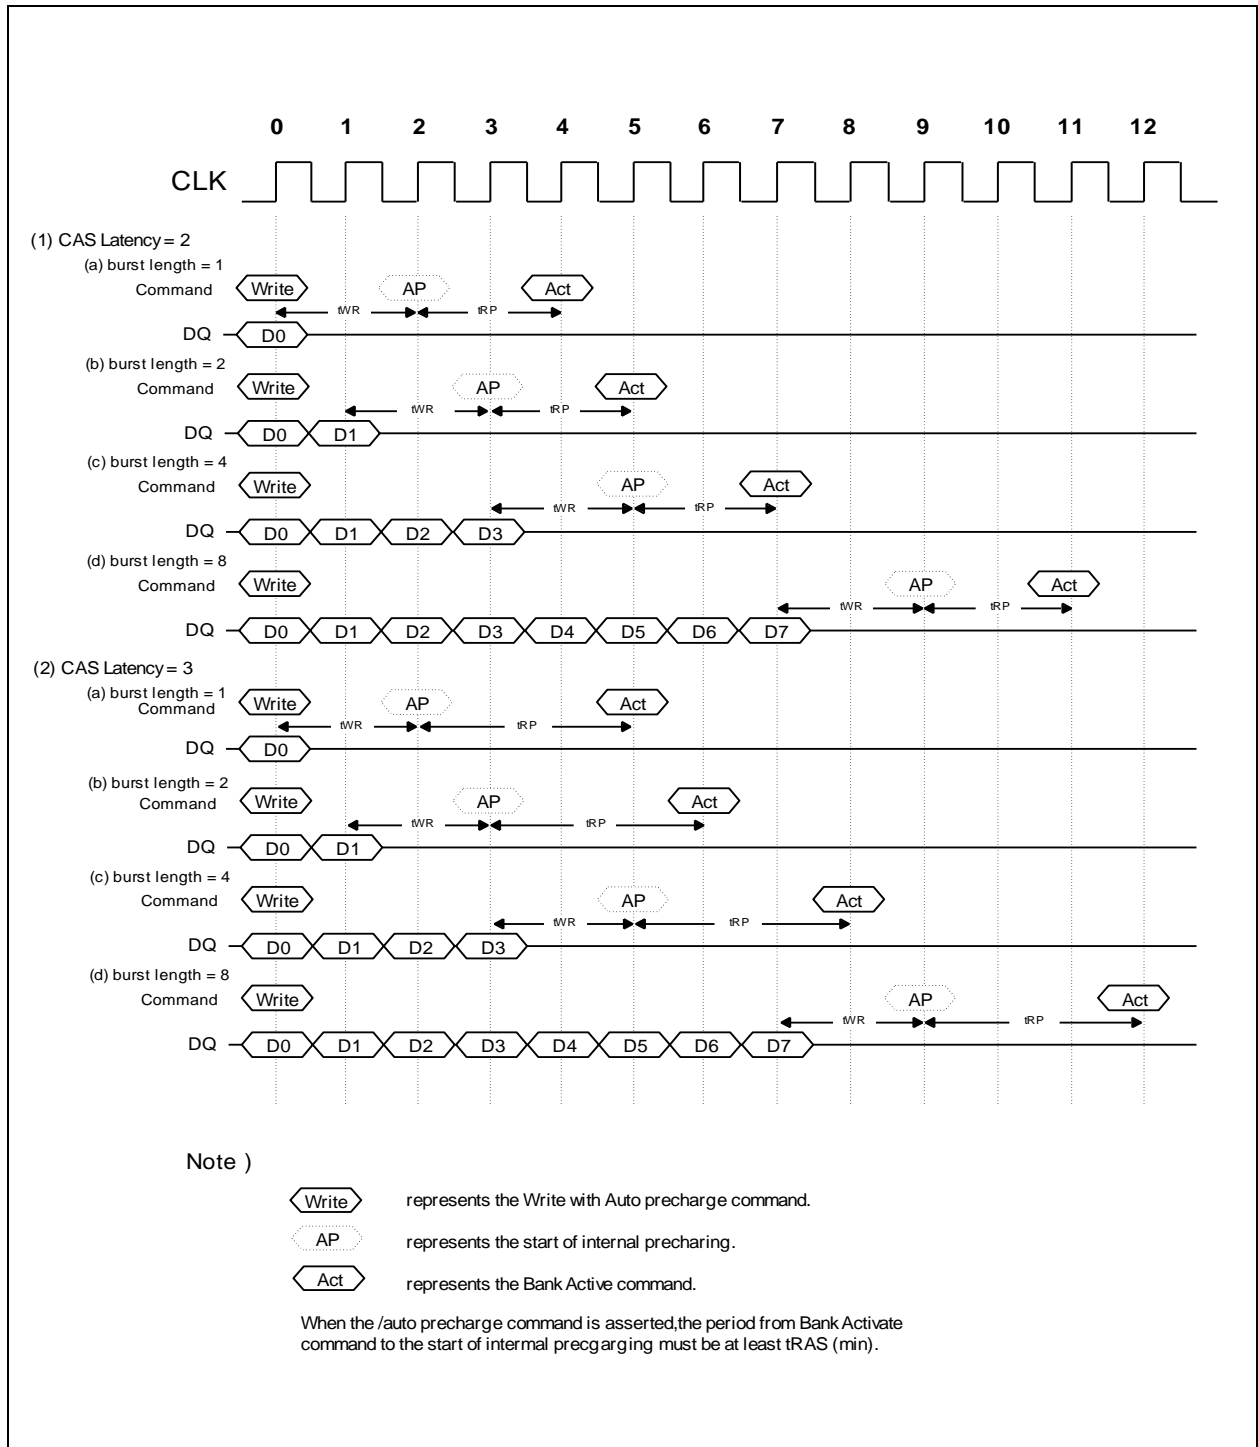 0 1 2 3 4 5 6 7 8 9 10 11 12
CLK
(1) CAS Latency = 2
(a) burst length = 1
Command Write AP Act
tWR tRP
DQ D0
(b) burst length = 2
Command Write AP Act
tWR tRP
DQ D0 D1
(c) burst length = 4
Command Write AP Act
tWR tRP
DQ D0 D1 D2 D3
(d) burst length = 8
Command Write AP Act
tWR tRP
DQ D0 D1 D2 D3 D4 D5 D6 D7
(2) CAS Latency = 3
(a) burst length = 1
Command Write AP Act
tWR tRP
DQ D0
(b) burst length = 2
Command Write AP Act
tWR tRP
DQ D0 D1
(c) burst length = 4
Command Write AP Act
tWR tRP
DQ D0 D1 D2 D3
(d) burst length = 8
Command Write AP Act
tWR tRP
DQ D0 D1 D2 D3 D4 D5 D6 D7
Note )
Write represents the Write with Auto precharge command.
AP represents the start of internal precharing.
Act represents the Bank Active command.
When the /auto precharge command is asserted,the period from Bank Activate
command to the start of intermal precgarging must be at least tRAS (min).